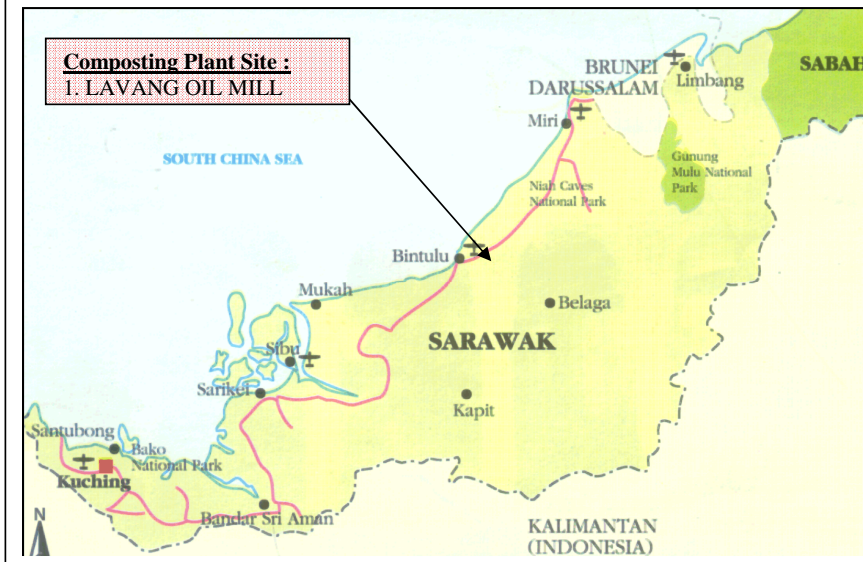 Composting Plant Site :
1. LAVANG OIL MILL
BRUNEI
DARUSSALAM
Limbang
SABAH
Miri
SOUTH CHINA SEA
Gunung
Mulu National
Park
Niah Caves
National Park
Bintulu
Mukah
Belaga
SARAWAK
Sibu
Sarikei
Kapit
Santubong
Bako
National Park
Kuching
Bandar Sri Aman
N
KALIMANTAN
(INDONESIA)